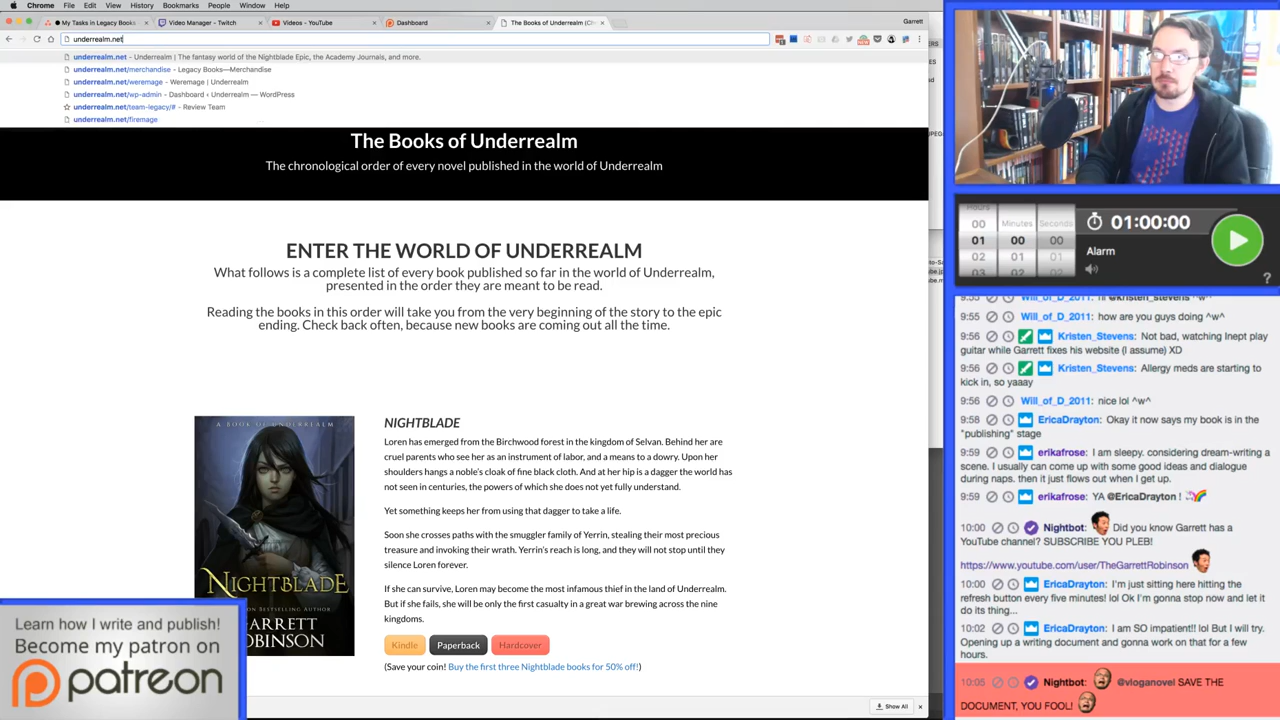 Chrome File Edit View History Bookmarks People Window Help
My Tasks in Legacy Books
Video Manager - Twitch
Videos - YouTube
Dashboard
The Books of Underrealm (Ch
Garrett
underrealm.net
underrealm.net - Underrealm | The fantasy world of the Nightblade Epic, the Academy Journals, and more.
underrealm.net/merchandise - Legacy Books—Merchandise
underrealm.net/weremage - Weremage | Underrealm
underrealm.net/wp-admin - Dashboard ‹ Underrealm — WordPress
underrealm.net/team-legacy/# - Review Team
underrealm.net/firemage
The Books of Underrealm
The chronological order of every novel published in the world of Underrealm
ENTER THE WORLD OF UNDERREALM
What follows is a complete list of every book published so far in the world of Underrealm,
presented in the order they are meant to be read.
Reading the books in this order will take you from the very beginning of the story to the epic
ending. Check back often, because new books are coming out all the time.
A BOOK OF UNDERREALM
NIGHTBLADE
ON BESTSELLING AUTHOR
ARRETT
ROBINSON
NIGHTBLADE
Loren has emerged from the Birchwood forest in the kingdom of Selvan. Behind her are
cruel parents who see her as an instrument of labor, and a means to a dowry. Upon her
shoulders hangs a noble's cloak of fine black cloth. And at her hip is a dagger the world has
not seen in centuries, the powers of which she does not yet fully understand.
Yet something keeps her from using that dagger to take a life.
Soon she crosses paths with the smuggler family of Yerrin, stealing their most precious
treasure and invoking their wrath. Yerrin's reach is long, and they will not stop until they
silence Loren forever.
If she can survive, Loren may become the most infamous thief in the land of Underrealm.
But if she fails, she will be only the first casualty in a great war brewing across the nine
kingdoms.
Kindle Paperback Hardcover
(Save your coin! Buy the first three Nightblade books for 50% off!)
Learn how I write and publish!
Become my patron on
patreon
Show All
Hours Minutes Seconds
00
01 00 00
02 01 01
03 02 02
01:00:00
Alarm
?
9:55 Will_of_D_2011: hi @kristen_stevens ^w^
9:55 Will_of_D_2011: how are you guys doing ^w^
9:56 Kristen_Stevens: Not bad, watching Inept play
guitar while Garrett fixes his website (I assume) XD
9:56 Kristen_Stevens: Allergy meds are starting to
kick in, so yaaay
9:56 Will_of_D_2011: nice lol ^w^
9:58 EricaDrayton: Okay it now says my book is in the
"publishing" stage
9:59 erikafrose: I am sleepy. considering dream-writing a
scene. I usually can come up with some good ideas and dialogue
during naps. then it just flows out when I get up.
9:59 erikafrose: YA @EricaDrayton !
10:00 Nightbot: Did you know Garrett has a
YouTube channel? SUBSCRIBE YOU PLEB!
https://www.youtube.com/user/TheGarrettRobinson
10:00 EricaDrayton: I'm just sitting here hitting the
refresh button every five minutes! lol Ok I'm gonna stop now and let it
do its thing...
10:02 EricaDrayton: I am SO impatient!! lol But I will try.
Opening up a writing document and gonna work on that for a few
hours.
10:05 Nightbot: @vloganovel SAVE THE
DOCUMENT, YOU FOOL!